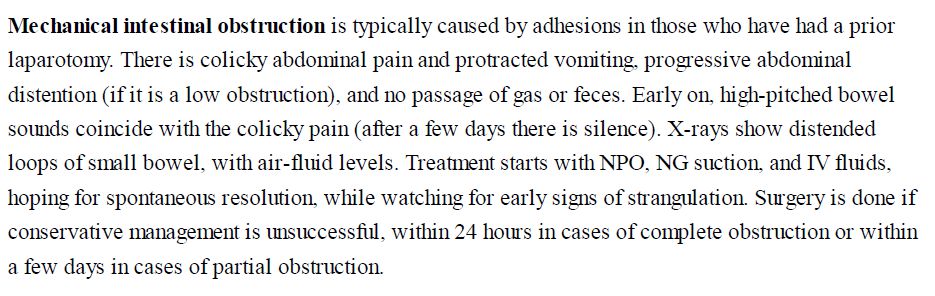 Mechanical intestinal obstruction is typically caused by adhesions in those who have had a prior
laparotomy. There is colicky abdominal pain and protracted vomiting, progressive abdominal
distention (if it is a low obstruction), and no passage of gas or feces. Early on, high-pitched bowel
sounds coincide with the colicky pain (after a few days there is silence). X-rays show distended
loops of small bowel, with air-fluid levels. Treatment starts with NPO, NG suction, and IV fluids,
hoping for spontaneous resolution, while watching for early signs of strangulation. Surgery is done if
conservative management is unsuccessful, within 24 hours in cases of complete obstruction or within
a few days in cases of partial obstruction.